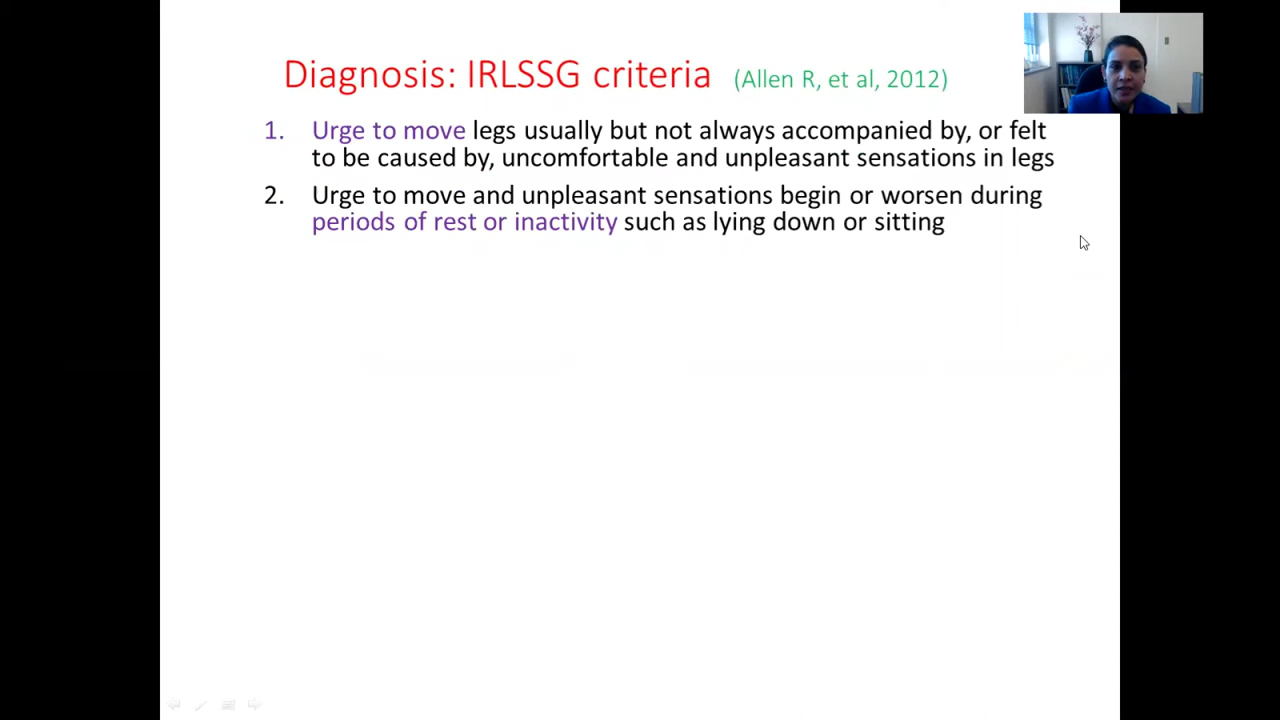 Diagnosis: IRLSSG criteria (Allen R, et al, 2012)
1. Urge to move legs usually but not always accompanied by, or felt
to be caused by, uncomfortable and unpleasant sensations in legs
2. Urge to move and unpleasant sensations begin or worsen during
periods of rest or inactivity such as lying down or sitting